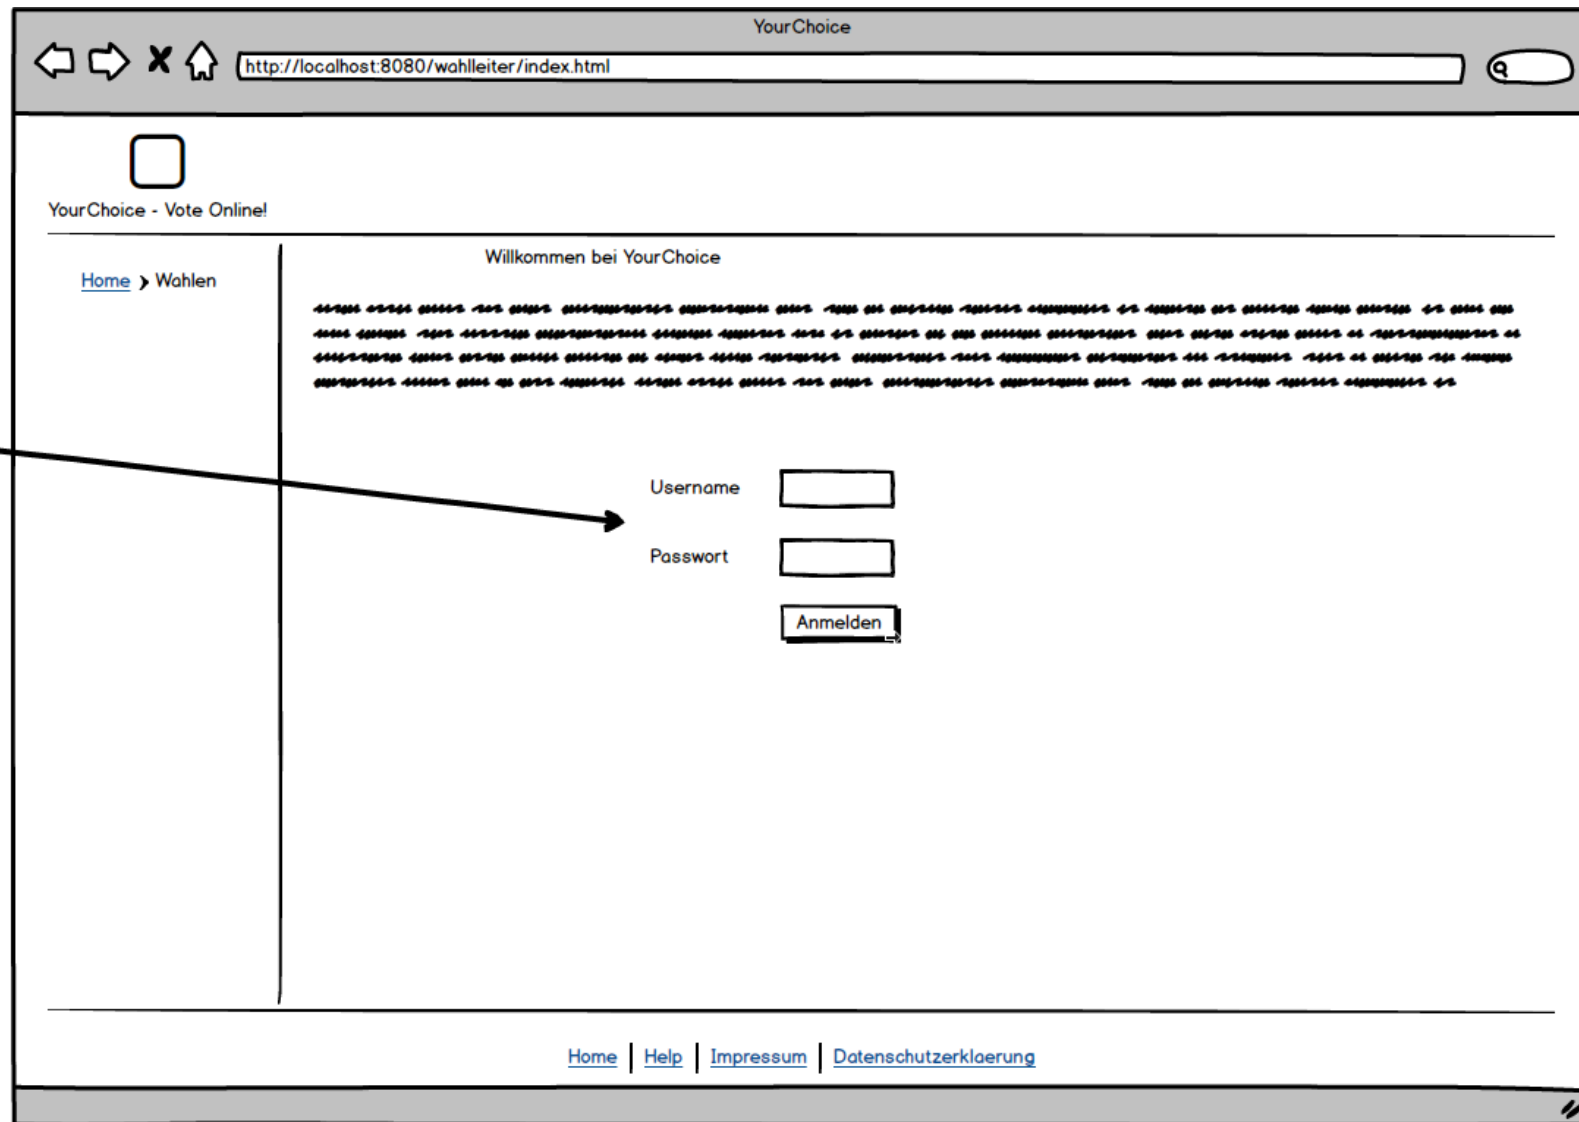 YourChoice
http://localhost:8080/wahlleiter/index.html
YourChoice - Vote Online!
Home > Wahlen
Willkommen bei YourChoice
Username
Passwort
Anmelden
Home | Help | Impressum | Datenschutzerklaerung